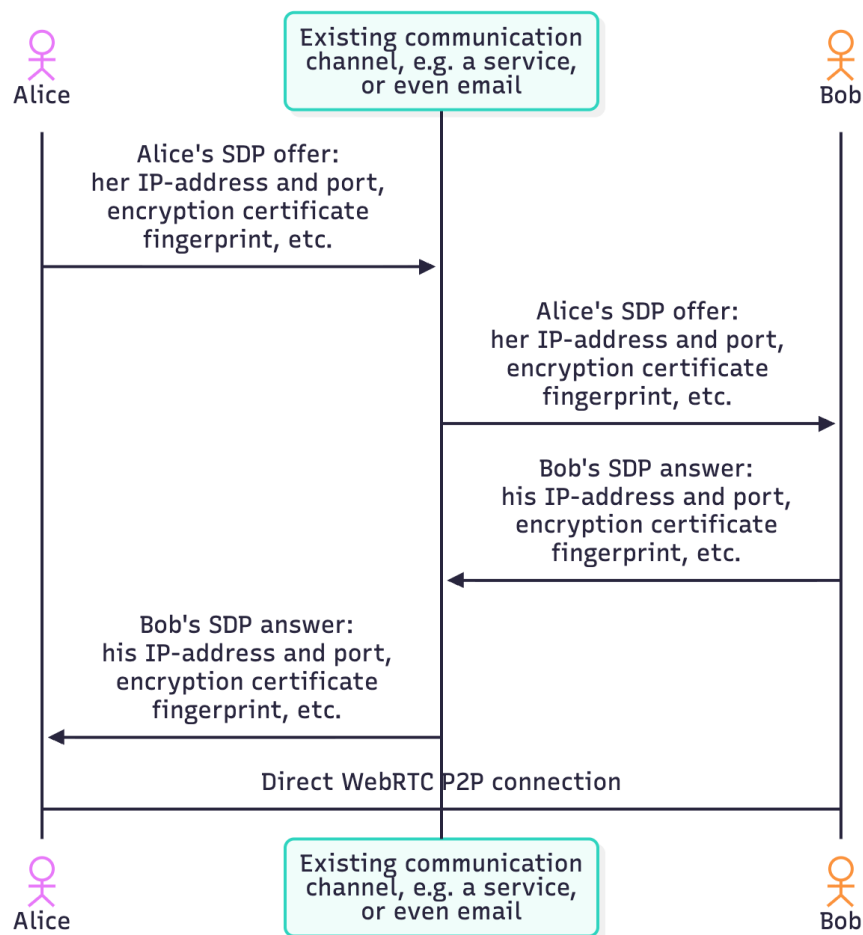 Existing communication
channel, e.g. a service,
or even email
Alice
Bob
Alice's SDP offer:
her IP-address and port,
encryption certificate
fingerprint, etc.
Alice's SDP offer:
her IP-address and port,
encryption certificate
fingerprint, etc.
Bob's SDP answer:
his IP-address and port,
encryption certificate
fingerprint, etc.
Bob's SDP answer:
his IP-address and port,
encryption certificate
fingerprint, etc.
Direct WebRTC P2P connection
Existing communication
channel, e.g. a service,
or even email
Alice
Bob